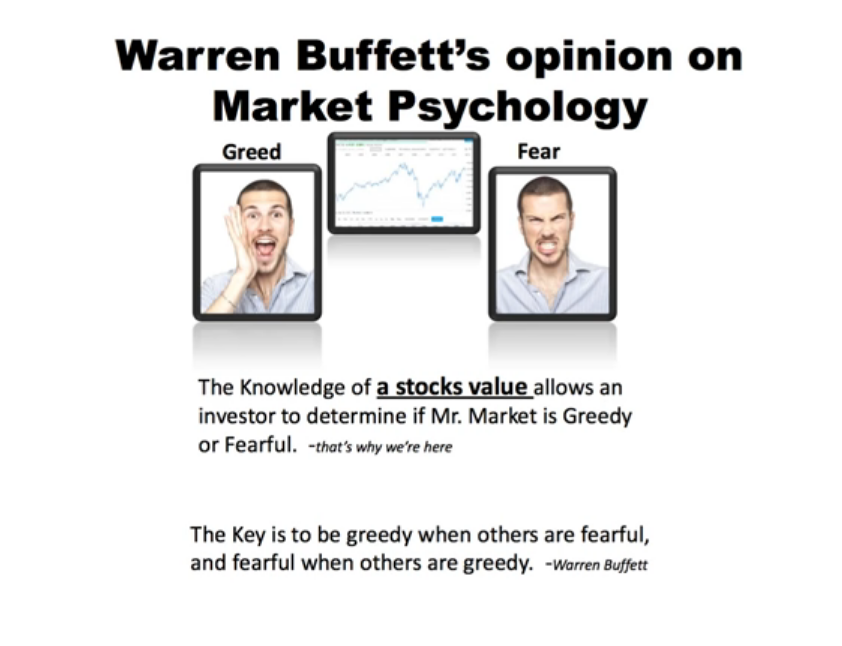 Warren Buffett's opinion on
Market Psychology
Greed
Fear
The Knowledge of a stocks value allows an
investor to determine if Mr. Market is Greedy
or Fearful. -that's why we're here
The Key is to be greedy when others are fearful,
and fearful when others are greedy. -Warren Buffett